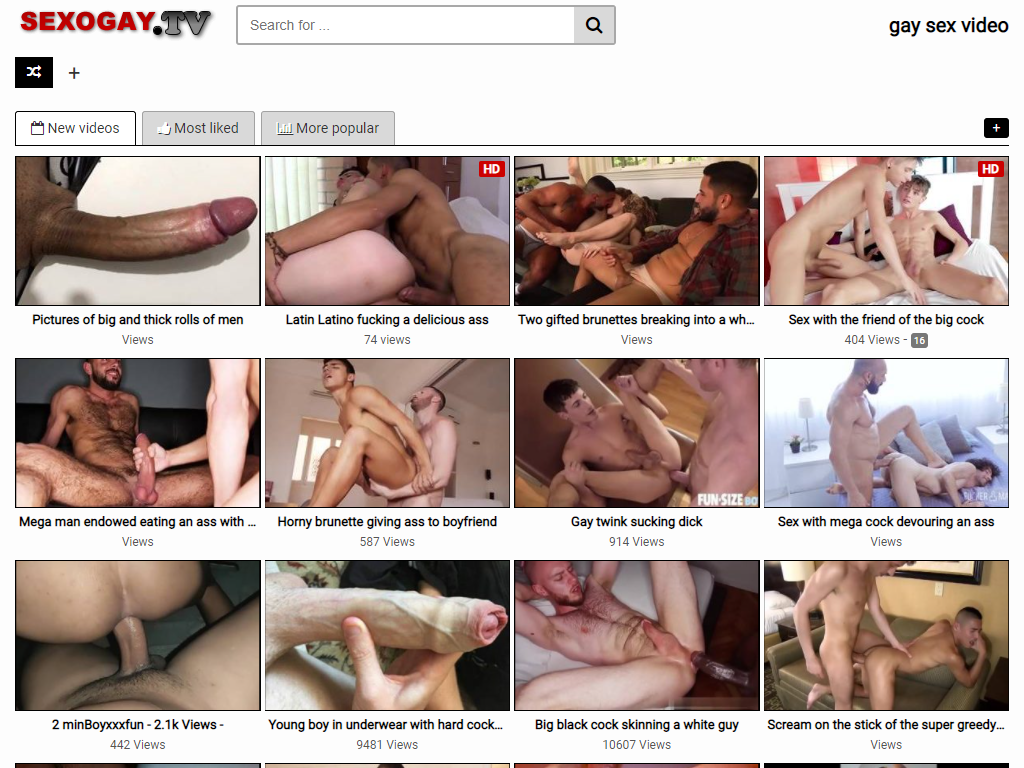 SEXOGAY.TV
Search for ...
gay sex video
+
New videos
Most liked
More popular
+
HD
HD
Pictures of big and thick rolls of men
Latin Latino fucking a delicious ass
Two gifted brunettes breaking into a wh...
Sex with the friend of the big cock
Views
74 views
Views
404 Views - 16
FUN-SIZE BO
Mega man endowed eating an ass with ...
Horny brunette giving ass to boyfriend
Gay twink sucking dick
Sex with mega cock devouring an ass
Views
587 Views
914 Views
Views
2 minBoyxxxfun - 2.1k Views -
Young boy in underwear with hard cock...
Big black cock skinning a white guy
Scream on the stick of the super greedy...
442 Views
9481 Views
10607 Views
Views